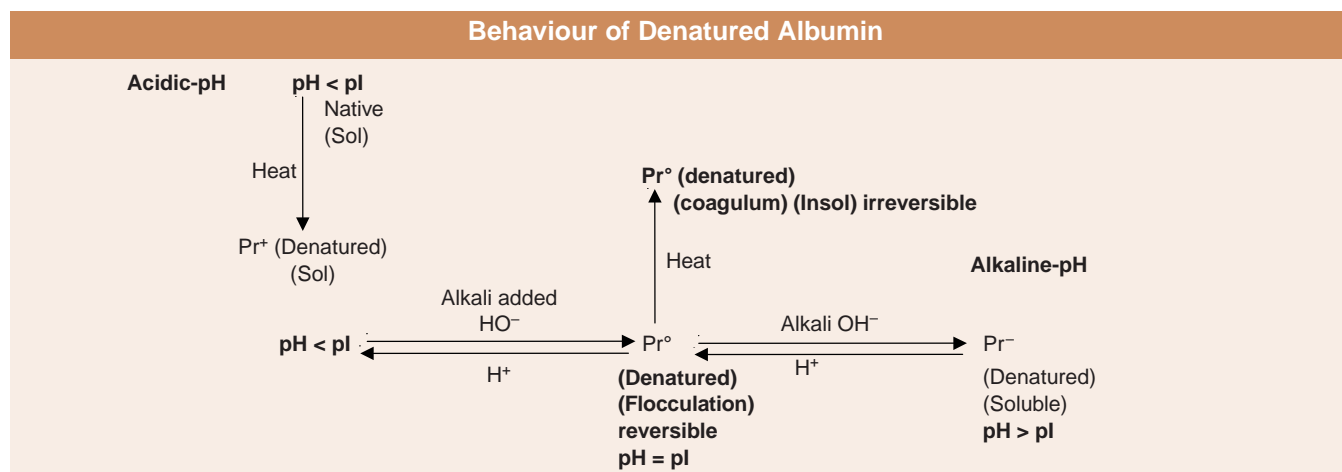 Behaviour of Denatured Albumin
Acidic-pH pH < pI
Native
(Sol)
Heat
Pr° (denatured)
(coagulum) (Insol) irreversible
Pr⁺ (Denatured)
(Sol)
Heat
Alkaline-pH
Alkali added
HO⁻
Alkali OH⁻
pH < pI
Pr°
Pr⁻
H⁺
H⁺
(Denatured)
(Flocculation)
reversible
pH = pI
(Denatured)
(Soluble)
pH > pI